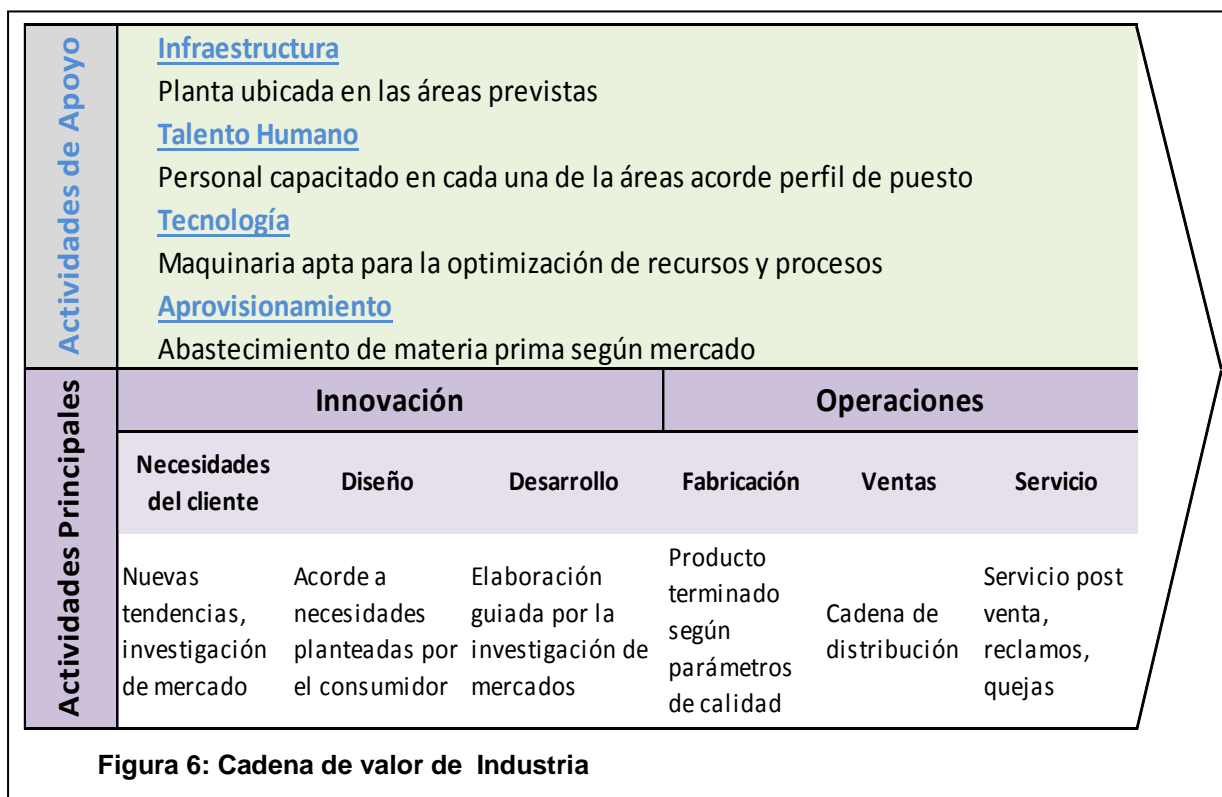 Actividades de Apoyo
Infraestructura
Planta ubicada en las áreas previstas
Talento Humano
Personal capacitado en cada una de la áreas acorde perfil de puesto
Tecnología
Maquinaria apta para la optimización de recursos y procesos
Aprovisionamiento
Abastecimiento de materia prima según mercado
Actividades Principales
Innovación
Operaciones
Necesidades
del cliente
Diseño
Desarrollo
Fabricación
Ventas
Servicio
Nuevas
tendencias,
investigación
de mercado
Acorde a
necesidades
planteadas por
el consumidor
Elaboración
guiada por la
investigación de
mercados
Producto
terminado
según
parámetros
de calidad
Cadena de
distribución
Servicio post
venta,
reclamos,
quejas
Figura 6: Cadena de valor de Industria